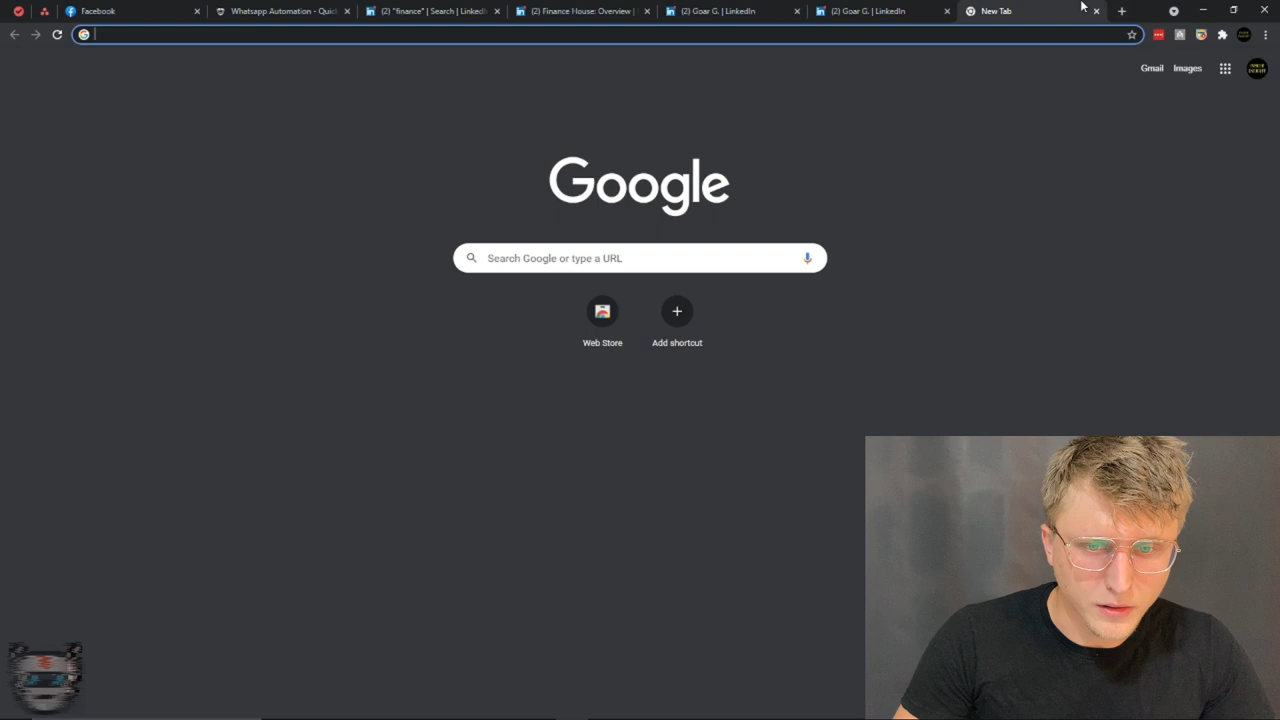 Facebook
Whatsapp Automation - Quick
(2) "finance" | Search | LinkedIn
(2) Finance House: Overview |
(2) Goar G. | LinkedIn
(2) Goar G. | LinkedIn
New Tab
Gmail Images
Google
Search Google or type a URL
Web Store
Add shortcut